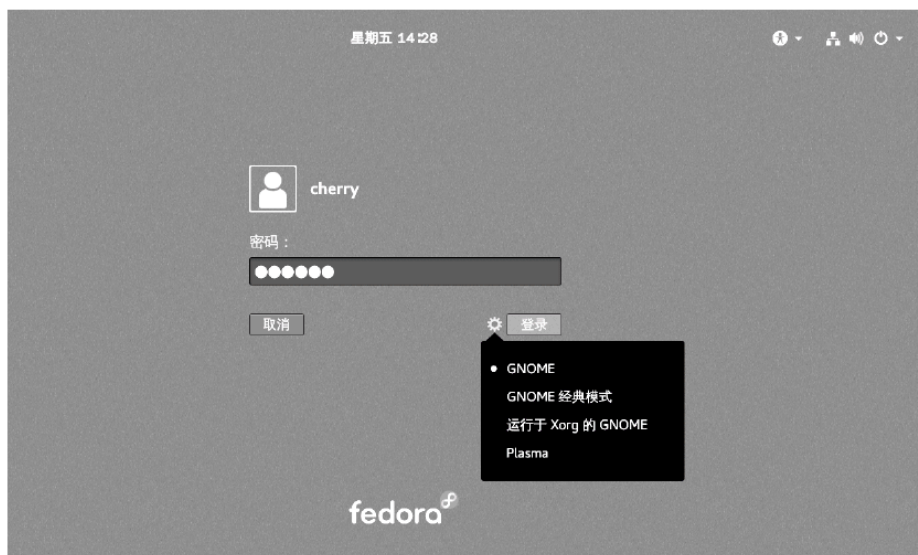 星期五 14:28
cherry
密码：
取消
登录
GNOME
GNOME 经典模式
运行于 Xorg 的 GNOME
Plasma
fedora